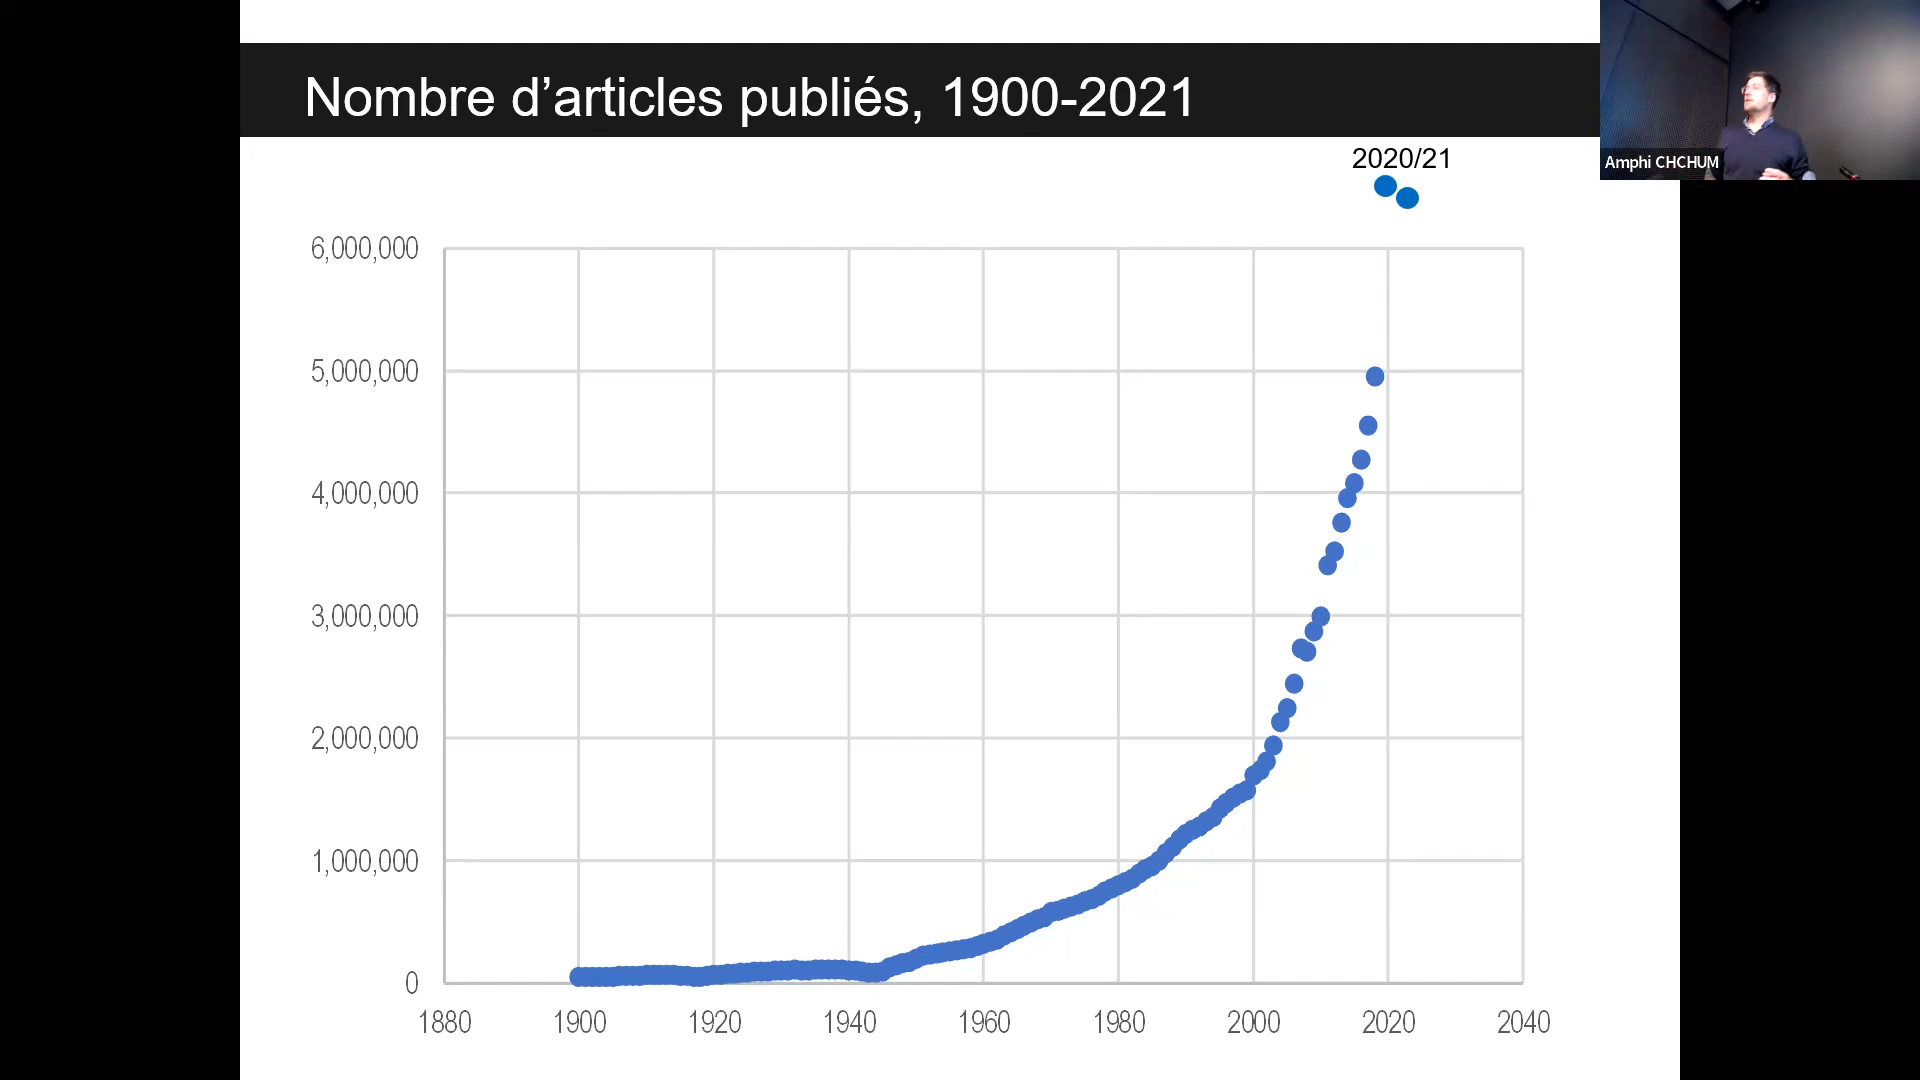 Nombre d’articles publiés, 1900-2021
Amphi CHCHUM
2020/21
6,000,000
5,000,000
4,000,000
3,000,000
2,000,000
1,000,000
0
1880 1900 1920 1940 1960 1980 2000 2020 2040